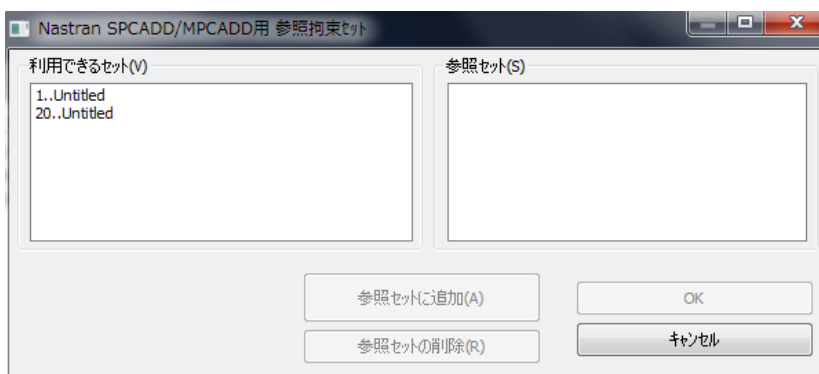 Nastran SPCADD/MPCADD用 参照拘束セット
利用できるセット(V)
1..Untitled
20..Untitled
参照セット(S)
参照セットに追加(A)
参照セットの削除(R)
OK
キャンセル